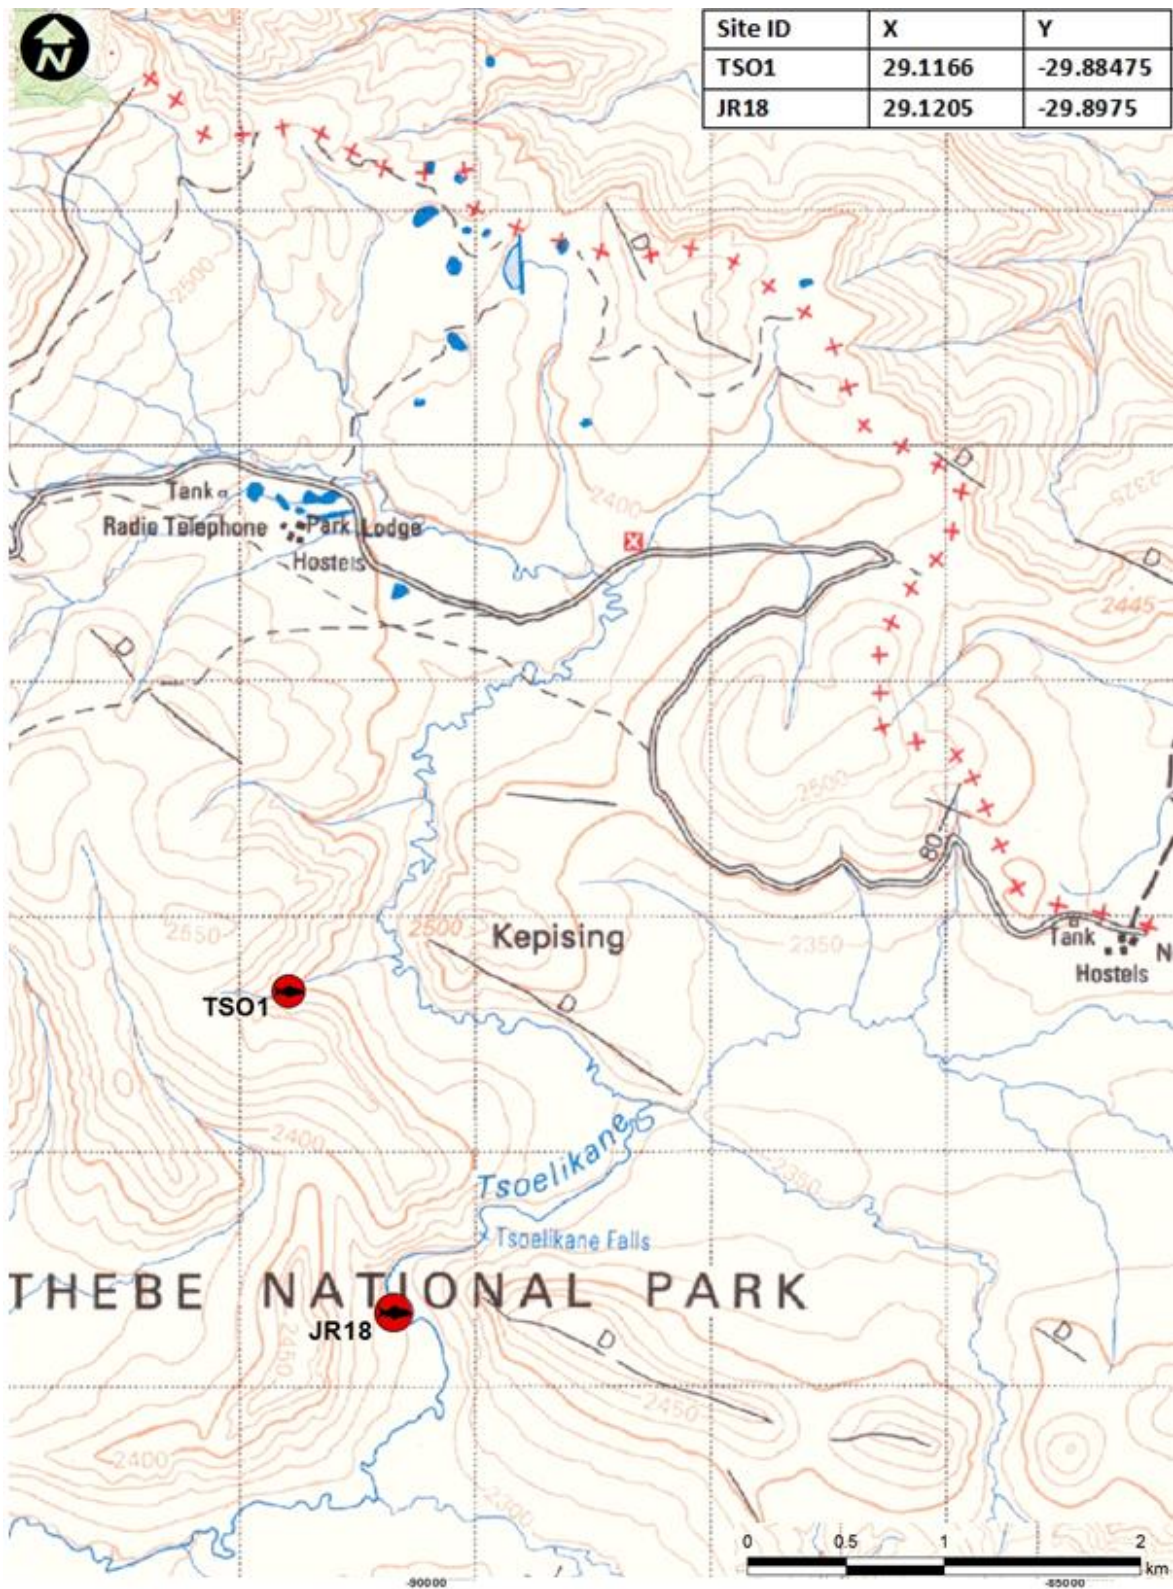 N
Site ID X Y
TSO1 29.1166 -29.88475
JR18 29.1205 -29.8975
2500
D
D
2400
2325
Tank
Radio Telephone
Park Lodge
Hostels
D
2445
D
2500
80
2550
2500
Kepising
2350
Tank
N
Hostels
TSO1
D
2400
Tsoelikane
2350
Tsoelikane Falls
THEBE NATIONAL PARK
JR18
D
D
2450
2450
2400
2300
0 0.5 1 2
km
-90000
-85000